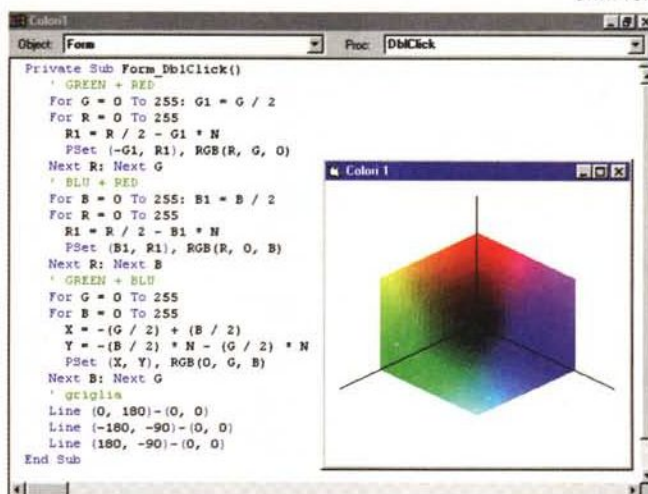 Colori1
Object: Form Proc: DblClick
Private Sub Form_DblClick()
' GREEN + RED
For G = 0 To 255: G1 = G / 2
For R = 0 To 255
R1 = R / 2 - G1 * N
PSet (-G1, R1), RGB(R, G, 0)
Next R: Next G
' BLU + RED
For B = 0 To 255: B1 = B / 2
For R = 0 To 255
R1 = R / 2 - B1 * N
PSet (B1, R1), RGB(R, 0, B)
Next R: Next B
' GREEN + BLU
For G = 0 To 255
For B = 0 To 255
X = -(G / 2) + (B / 2)
Y = -(B / 2) * N - (G / 2) * N
PSet (X, Y), RGB(0, G, B)
Next B: Next G
' griglia
Line (0, 180)-(0, 0)
Line (-180, -90)-(0, 0)
Line (180, -90)-(0, 0)
End Sub
Colori 1